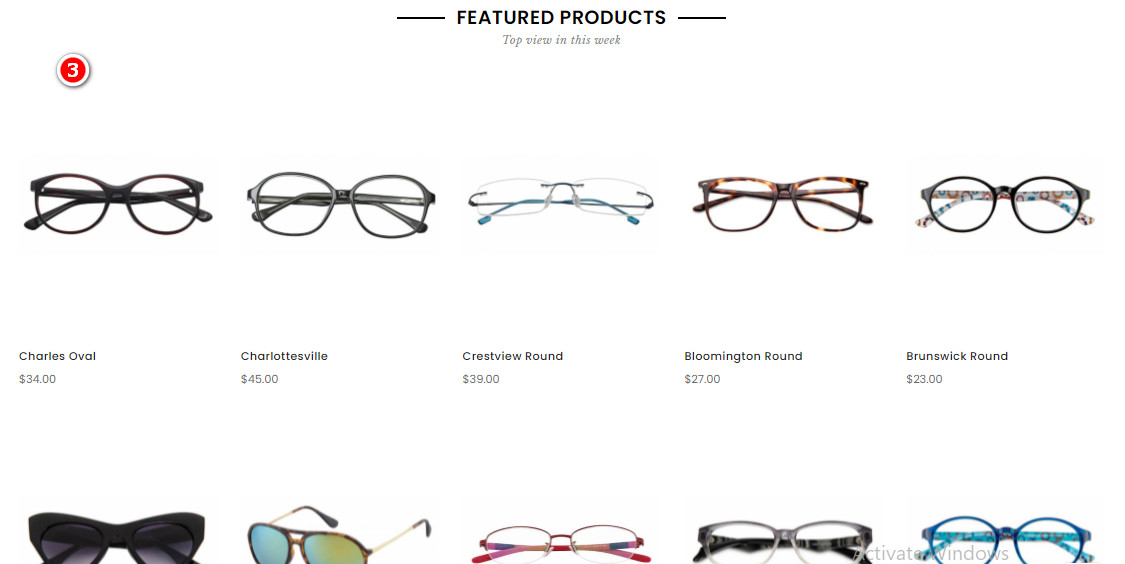 FEATURED PRODUCTS
Top view in this week
3
Charles Oval
$34.00
Charlottesville
$45.00
Crestview Round
$39.00
Bloomington Round
$27.00
Brunswick Round
$23.00
Activate Windows